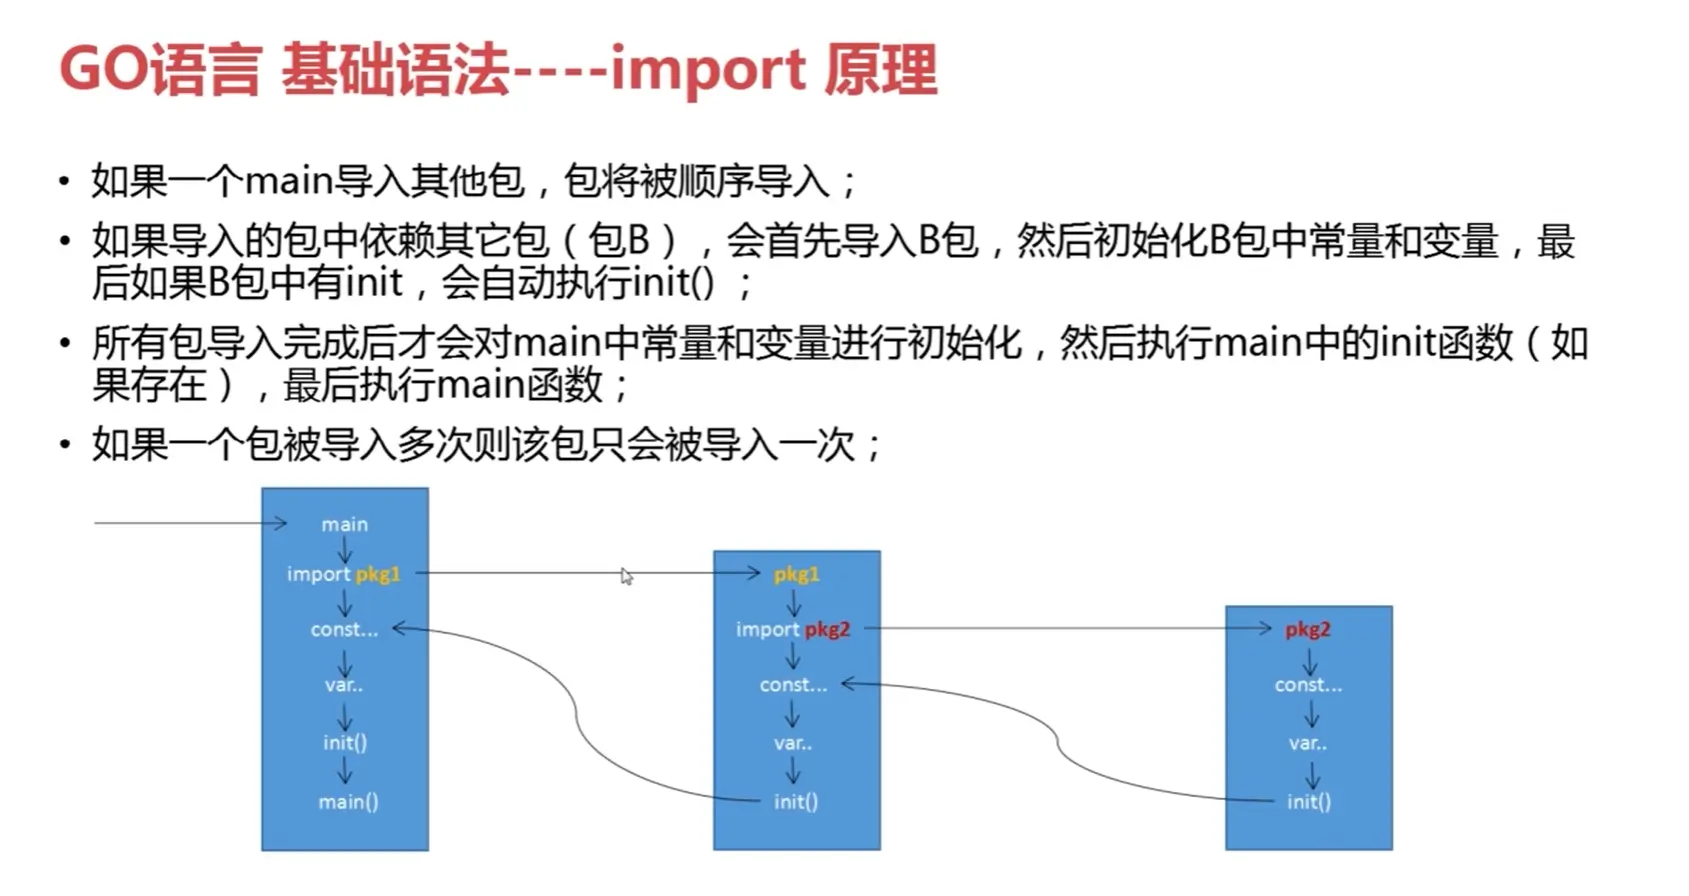 GO语言 基础语法----import 原理
• 如果一个main导入其他包，包将被顺序导入；
• 如果导入的包中依赖其它包（包B），会首先导入B包，然后初始化B包中常量和变量，最
后如果B包中有init，会自动执行init()；
• 所有包导入完成后才会对main中常量和变量进行初始化，然后执行main中的init函数（如
果存在），最后执行main函数；
• 如果一个包被导入多次则该包只会被导入一次；
main
import pkg1
const...
var..
init()
main()
pkg1
import pkg2
const...
var..
init()
pkg2
const...
var..
init()